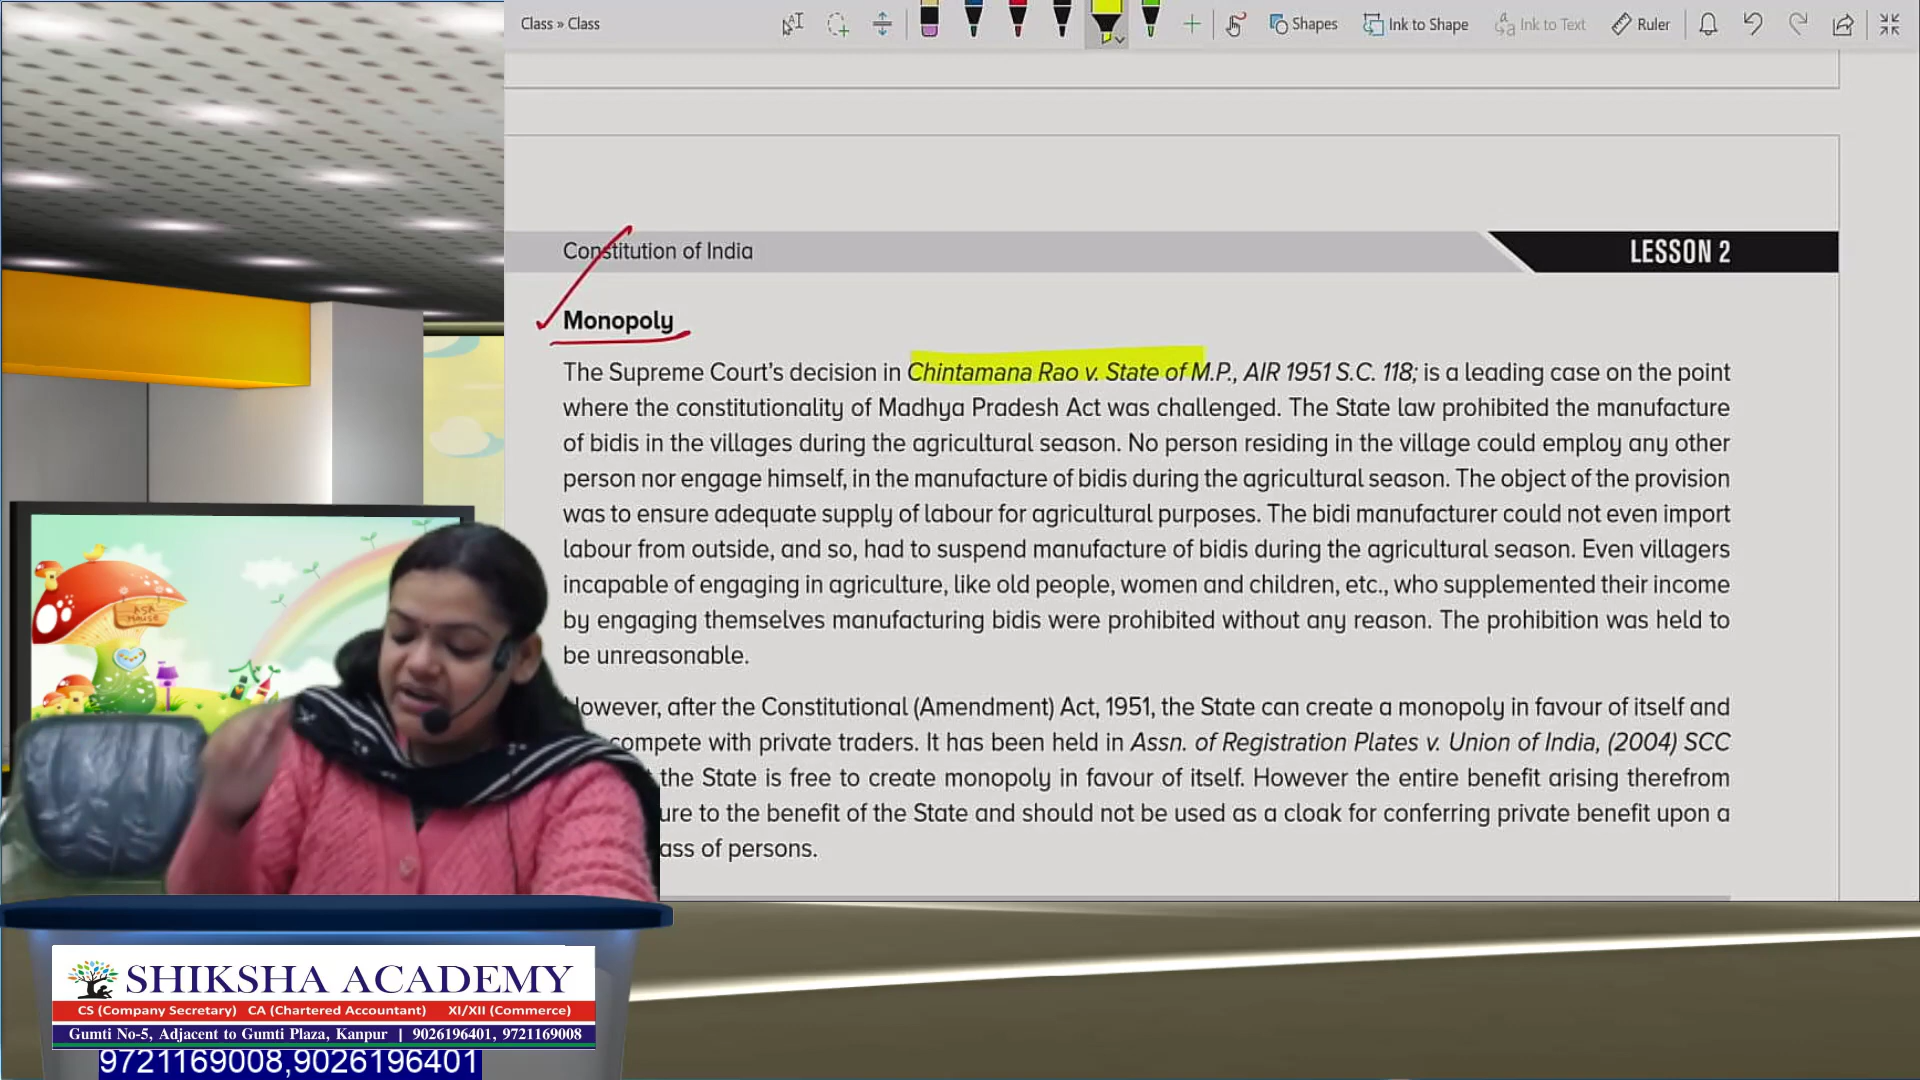 Class » Class
Shapes
Ink to Shape
Ink to Text
Ruler
Constitution of India
LESSON 2
Monopoly
The Supreme Court's decision in Chintamana Rao v. State of M.P., AIR 1951 S.C. 118; is a leading case on the point
where the constitutionality of Madhya Pradesh Act was challenged. The State law prohibited the manufacture
of bidis in the villages during the agricultural season. No person residing in the village could employ any other
person nor engage himself, in the manufacture of bidis during the agricultural season. The object of the provision
was to ensure adequate supply of labour for agricultural purposes. The bidi manufacturer could not even import
labour from outside, and so, had to suspend manufacture of bidis during the agricultural season. Even villagers
incapable of engaging in agriculture, like old people, women and children, etc., who supplemented their income
by engaging themselves manufacturing bidis were prohibited without any reason. The prohibition was held to
be unreasonable.
owever, after the Constitutional (Amendment) Act, 1951, the State can create a monopoly in favour of itself and
compete with private traders. It has been held in Assn. of Registration Plates v. Union of India, (2004) SCC
the State is free to create monopoly in favour of itself. However the entire benefit arising therefrom
ure to the benefit of the State and should not be used as a cloak for conferring private benefit upon a
ass of persons.
ASA
HOUSE
SHIKSHA ACADEMY
CS (Company Secretary) CA (Chartered Accountant) XI/XII (Commerce)
Gumti No-5, Adjacent to Gumti Plaza, Kanpur | 9026196401, 9721169008
9721169008,9026196401